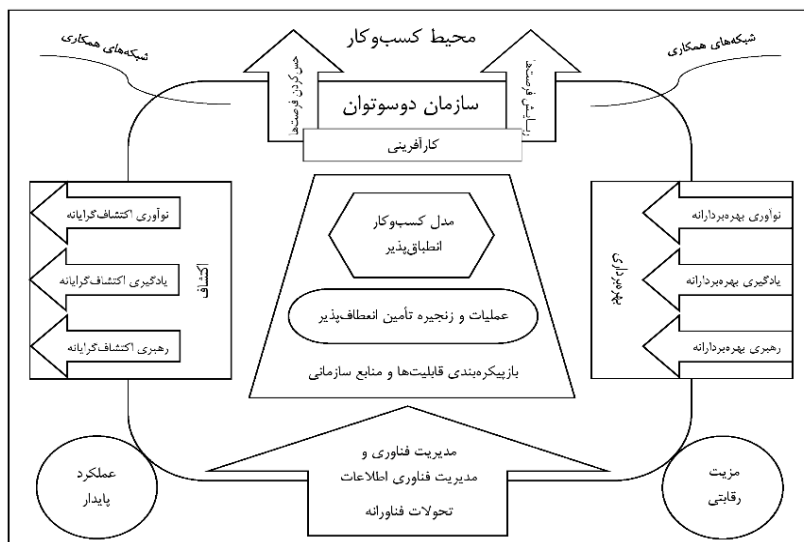 محیط کسب‌وکار
شبکه‌های همکاری
شبکه‌های همکاری
ربایش فرصت‌ها
حس‌کردن فرصت‌ها
سازمان دوسوتوان
کارآفرینی
بهره‌برداری
نوآوری بهره‌بردارانه
یادگیری بهره‌بردارانه
رهبری بهره‌بردارانه
مدل کسب‌وکار
انطباق‌پذیر
عملیات و زنجیره تأمین انعطاف‌پذیر
بازپیکره‌بندی قابلیت‌ها و منابع سازمانی
اکتشاف
نوآوری اکتشاف‌گرایانه
یادگیری اکتشاف‌گرایانه
رهبری اکتشاف‌گرایانه
مزیت
رقابتی
مدیریت فناوری و
مدیریت فناوری اطلاعات
تحولات فناورانه
عملکرد
پایدار